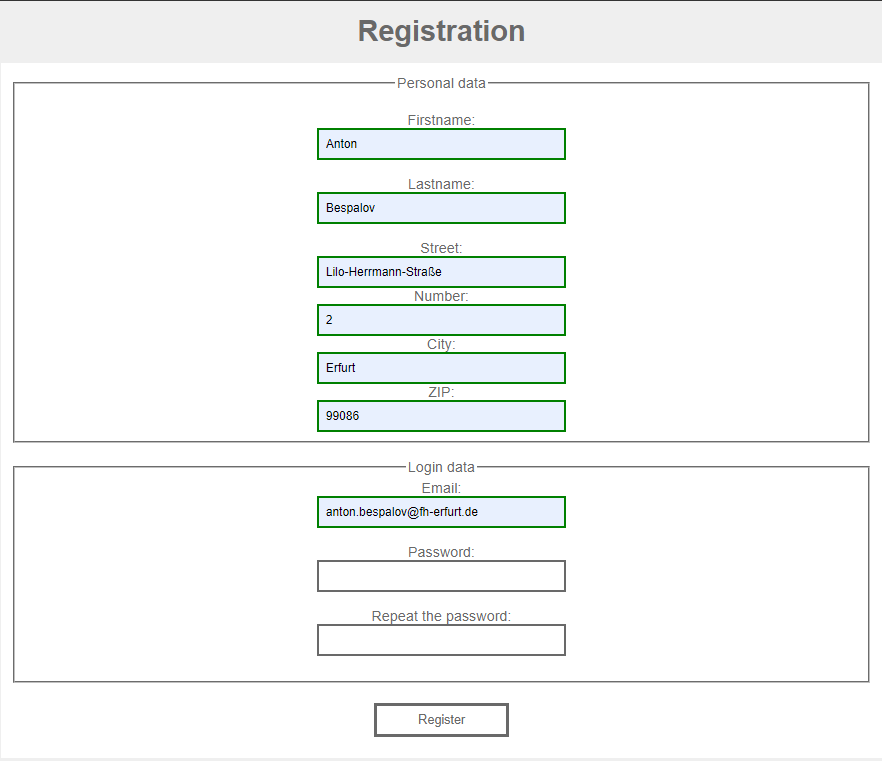 Registration
Personal data
Firstname:
Anton
Lastname:
Bespalov
Street:
Lilo-Herrmann-Straße
Number:
2
City:
Erfurt
ZIP:
99086
Login data
Email:
anton.bespalov@fh-erfurt.de
Password:
Repeat the password:
Register